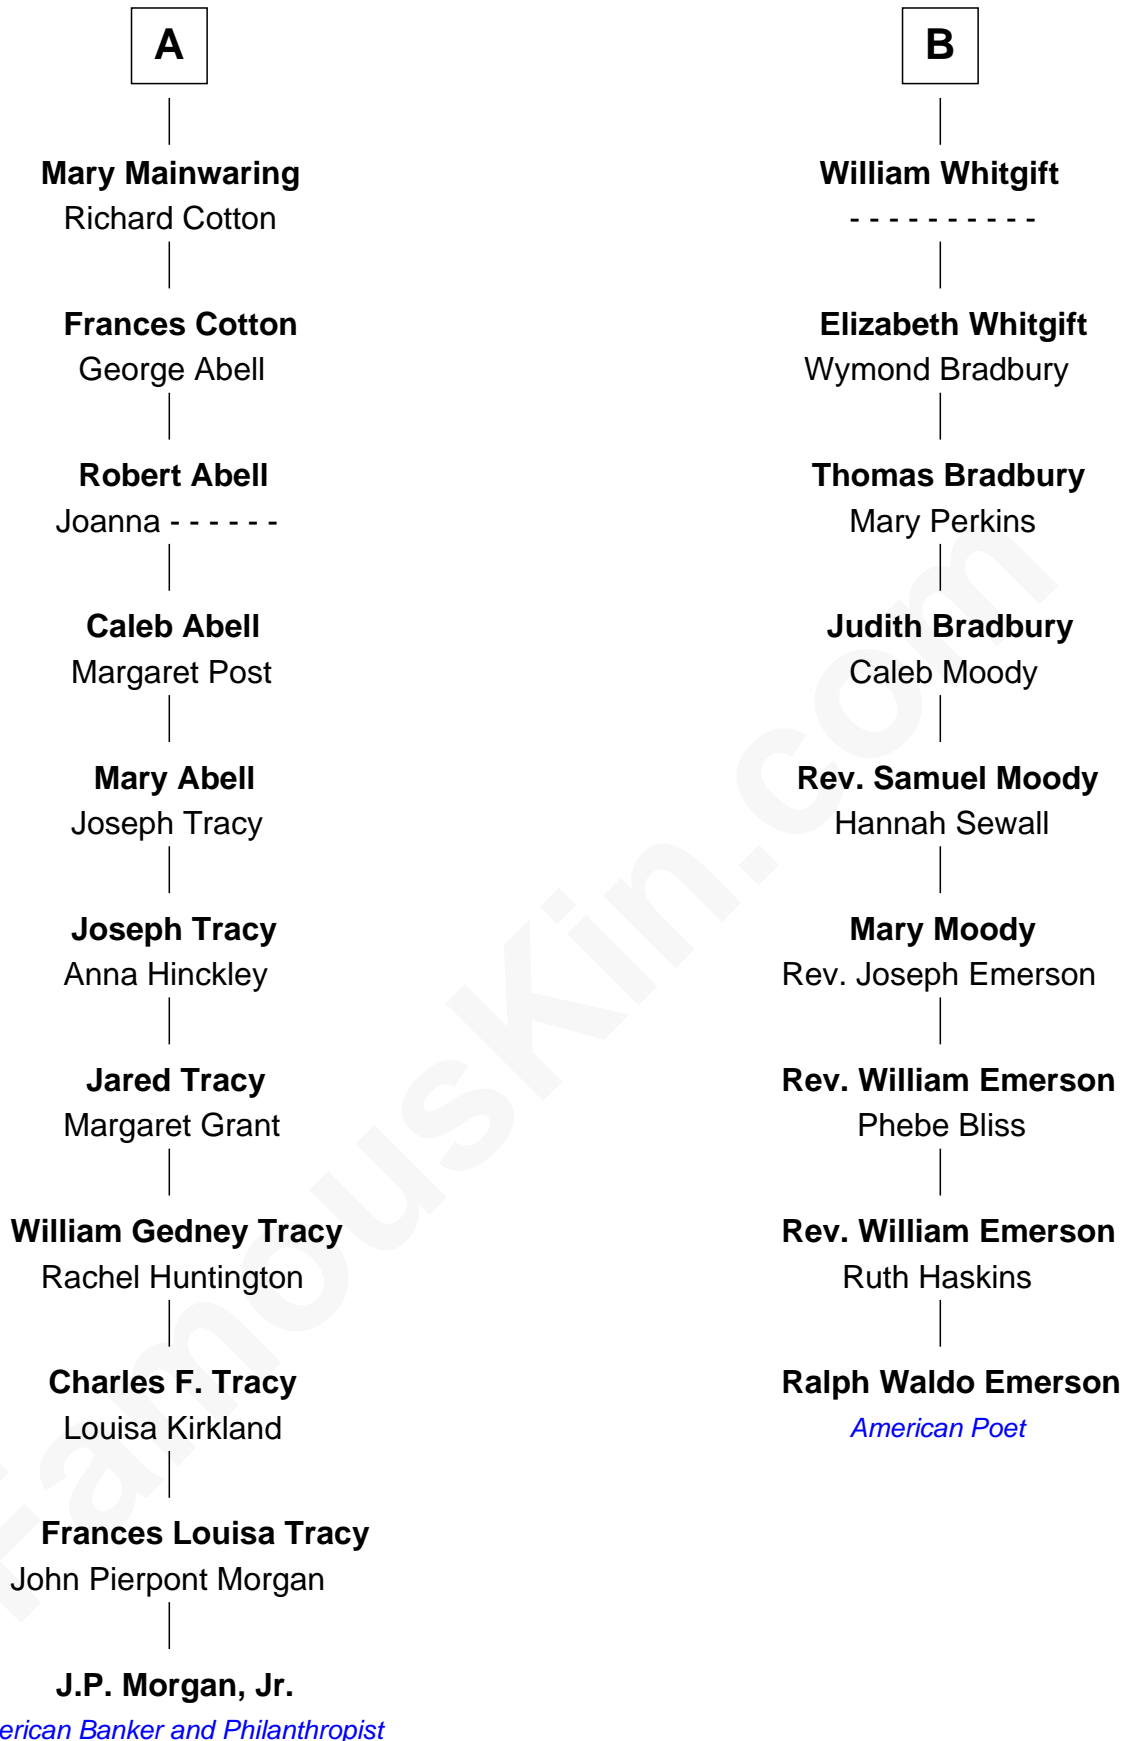 A
Mary Mainwaring
Richard Cotton
Frances Cotton
George Abell
Robert Abell
Joanna - - - - - -
Caleb Abell
Margaret Post
Mary Abell
Joseph Tracy
Joseph Tracy
Anna Hinckley
Jared Tracy
Margaret Grant
William Gedney Tracy
Rachel Huntington
Charles F. Tracy
Louisa Kirkland
Frances Louisa Tracy
John Pierpont Morgan
J.P. Morgan, Jr.
erican Banker and Philanthropist
B
William Whitgift
- - - - - - - - - -
Elizabeth Whitgift
Wymond Bradbury
Thomas Bradbury
Mary Perkins
Judith Bradbury
Caleb Moody
Rev. Samuel Moody
Hannah Sewall
Mary Moody
Rev. Joseph Emerson
Rev. William Emerson
Phebe Bliss
Rev. William Emerson
Ruth Haskins
Ralph Waldo Emerson
American Poet
FamousKin.com